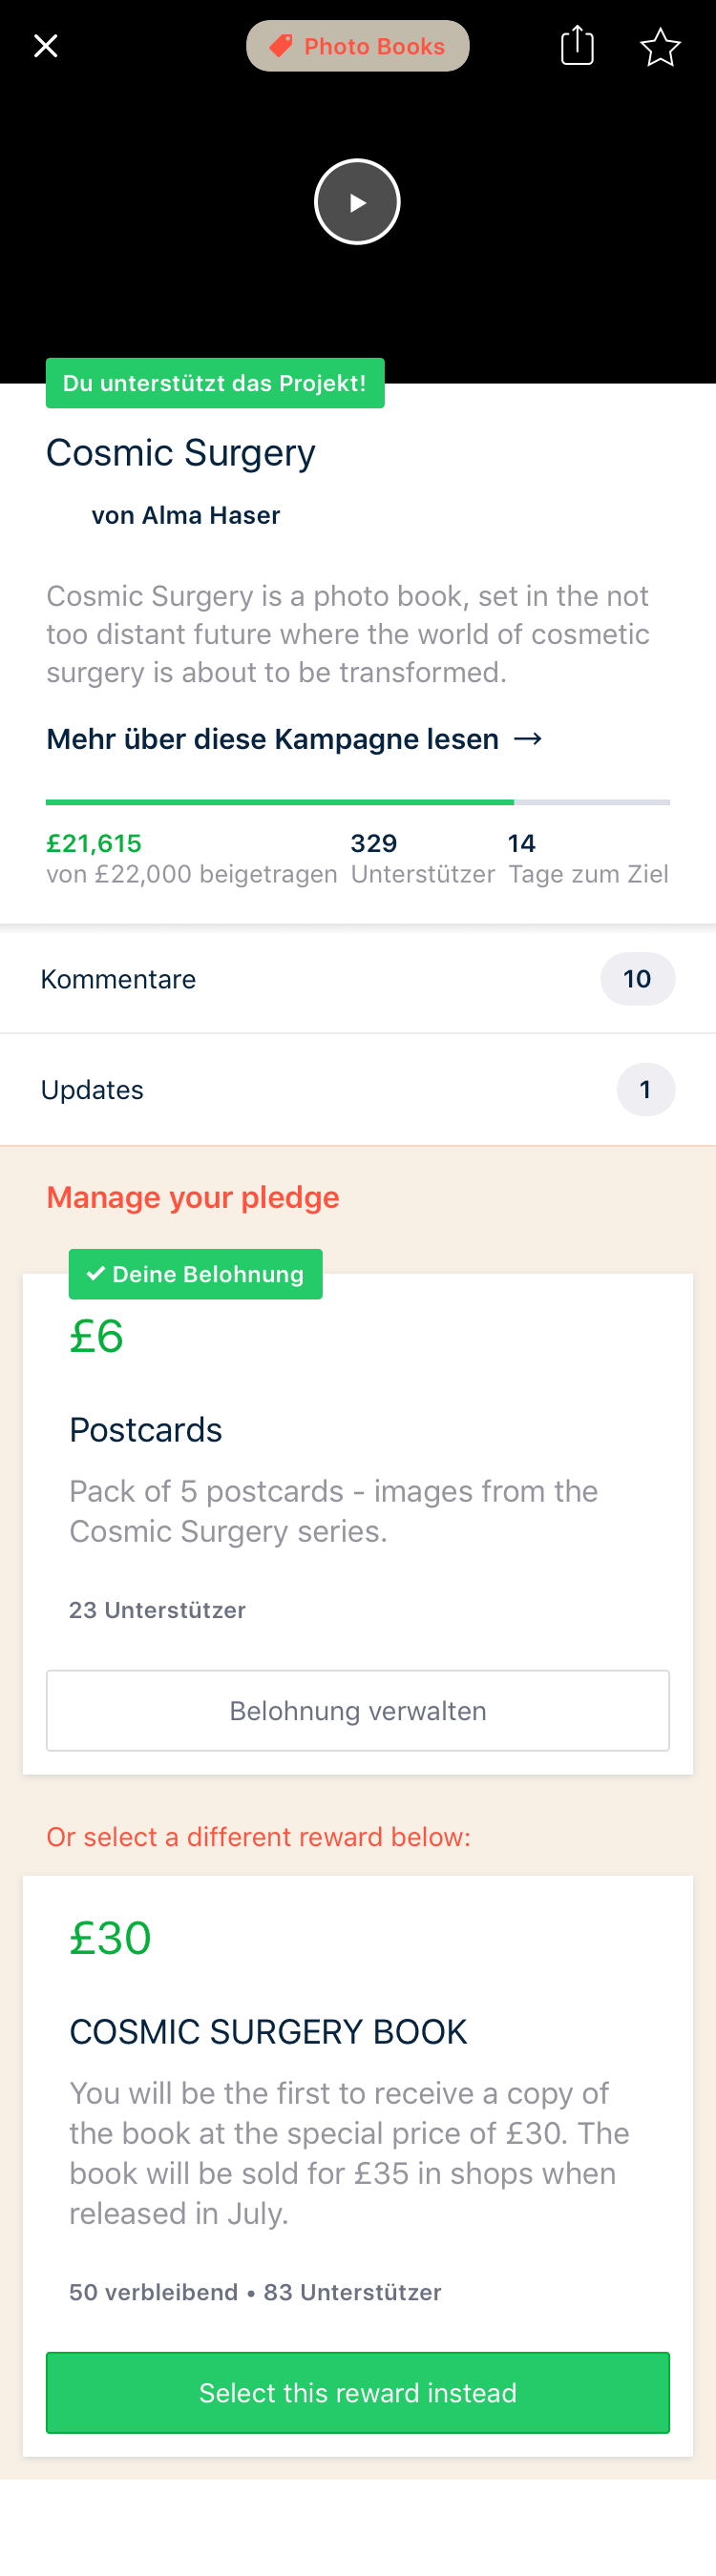 Photo Books
Du unterstützt das Projekt!
Cosmic Surgery
von Alma Haser
Cosmic Surgery is a photo book, set in the not
too distant future where the world of cosmetic
surgery is about to be transformed.
Mehr über diese Kampagne lesen →
£21,615
von £22,000 beigetragen
329
Unterstützer
14
Tage zum Ziel
Kommentare
10
Updates
1
Manage your pledge
✓ Deine Belohnung
£6
Postcards
Pack of 5 postcards - images from the
Cosmic Surgery series.
23 Unterstützer
Belohnung verwalten
Or select a different reward below:
£30
COSMIC SURGERY BOOK
You will be the first to receive a copy of
the book at the special price of £30. The
book will be sold for £35 in shops when
released in July.
50 verbleibend • 83 Unterstützer
Select this reward instead